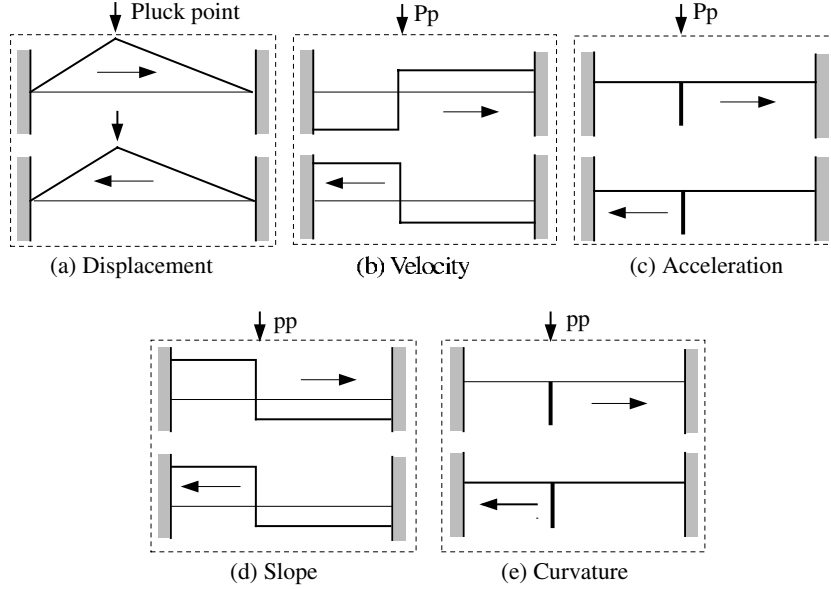 Pluck point
Pp
Pp
(a) Displacement
(b) Velocity
(c) Acceleration
pp
pp
(d) Slope
(e) Curvature